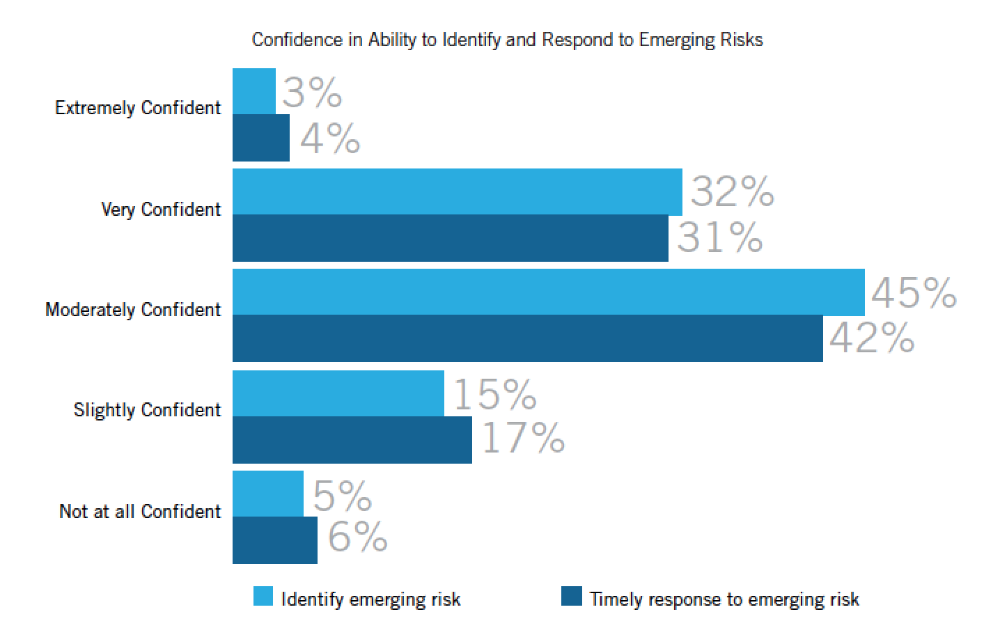 Confidence in Ability to Identify and Respond to Emerging Risks
Extremely Confident
3%
4%
Very Confident
32%
31%
Moderately Confident
45%
42%
Slightly Confident
15%
17%
Not at all Confident
5%
6%
Identify emerging risk
Timely response to emerging risk